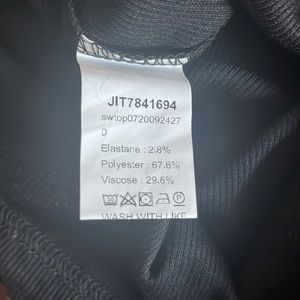 JIT7841694
swtop0720092427
0
Elastane : 2.8%
Polyester : 67.6%
Viscose : 29.6%
WASH WITH LIKE